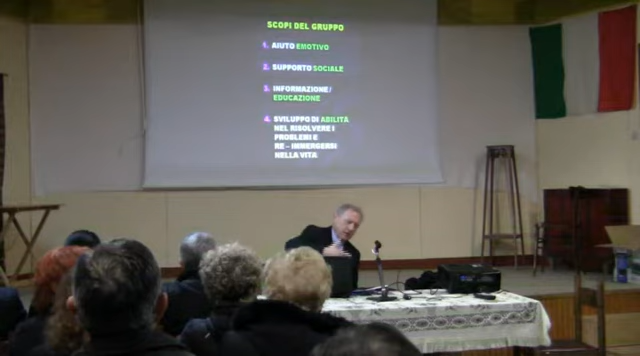 SCOPI DEL GRUPPO
1. AIUTO EMOTIVO
2. SUPPORTO SOCIALE
3. INFORMAZIONE/
EDUCAZIONE
4. SVILUPPO DI ABILITÀ
NEL RISOLVERE I
PROBLEMI E
RE – IMMERGERSI
NELLA VITA